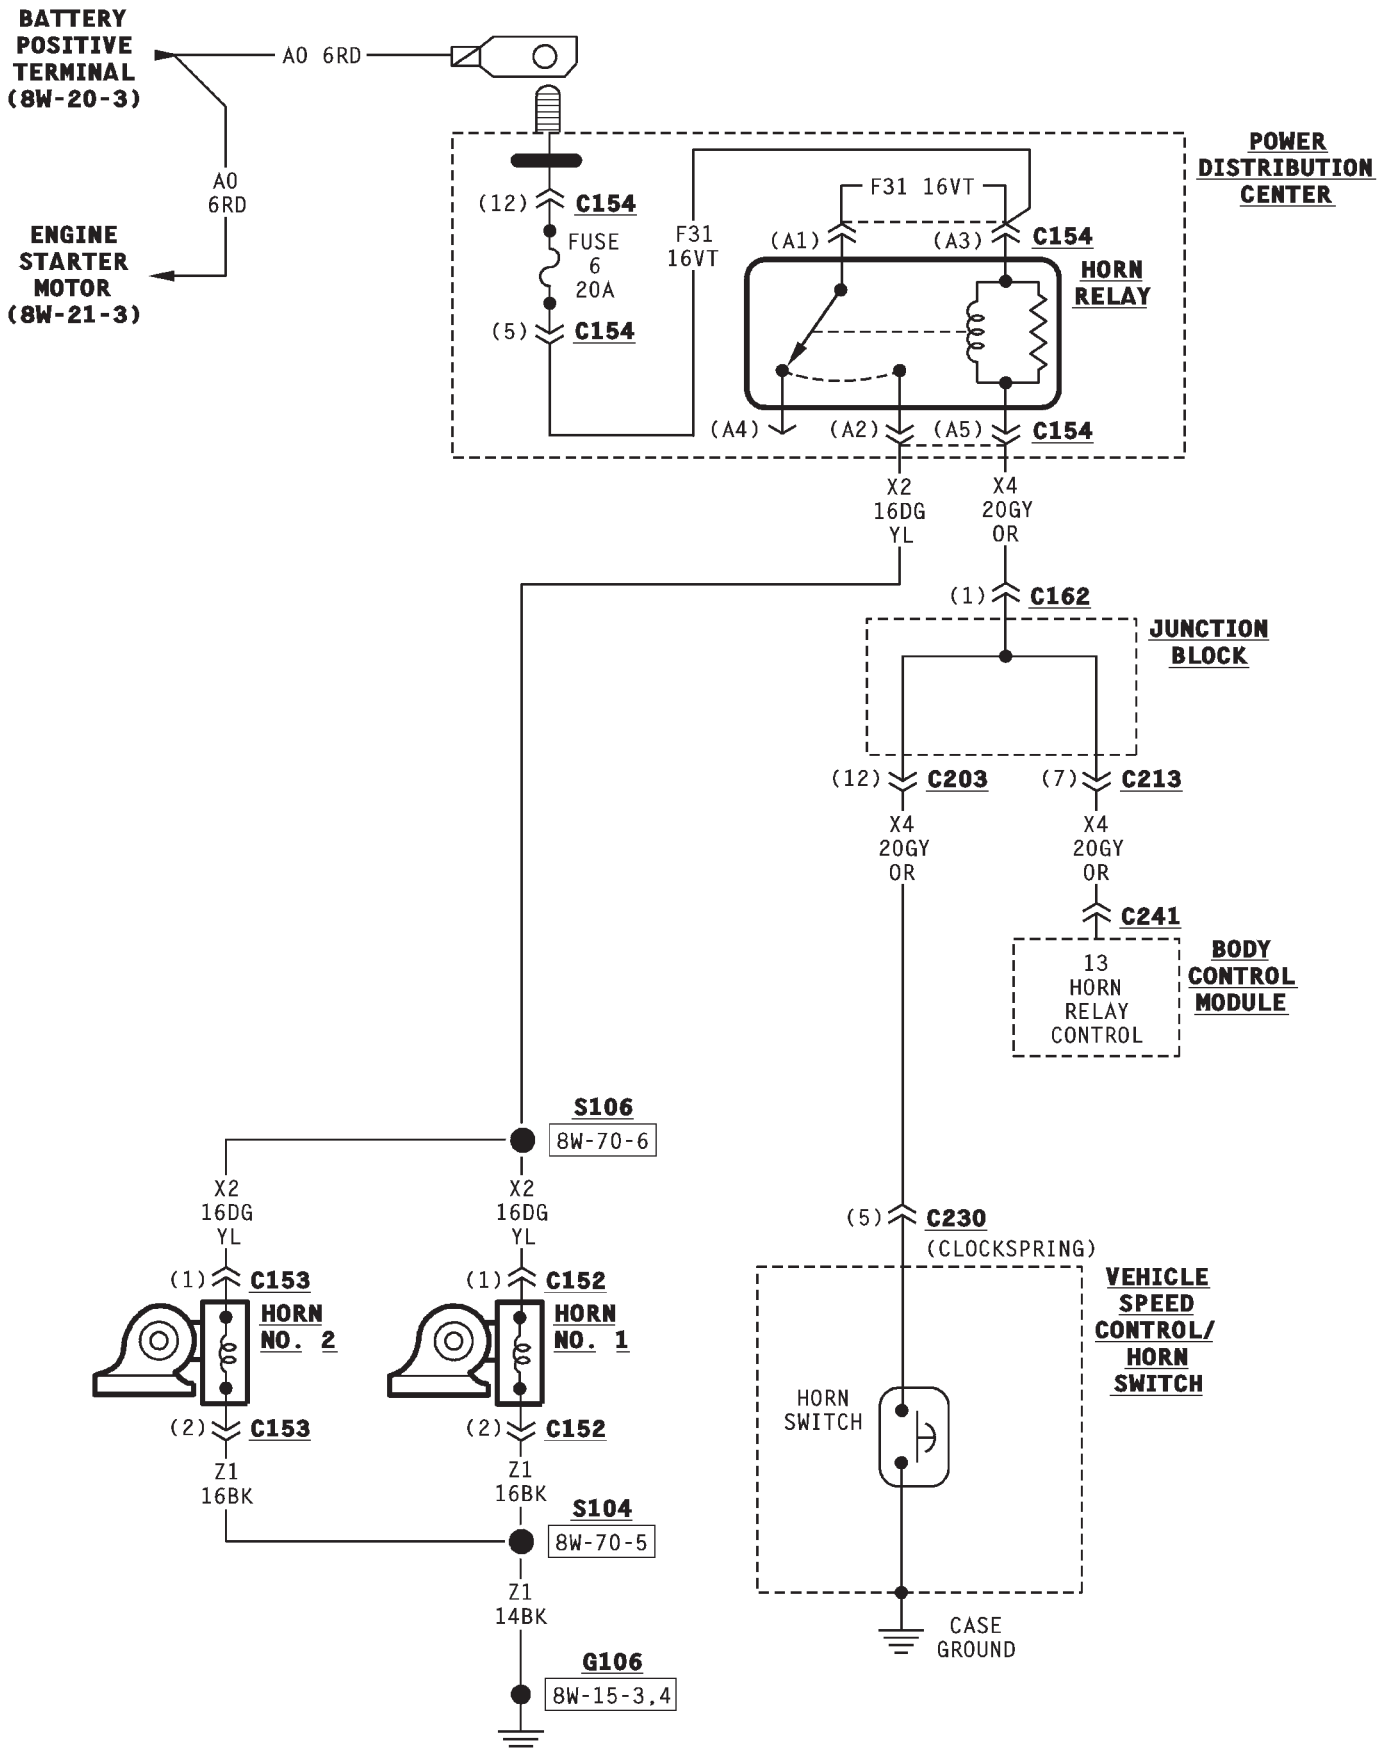 BATTERY
POSITIVE
TERMINAL
(8W-20-3)
A0 6RD
A0
6RD
ENGINE
STARTER
MOTOR
(8W-21-3)
POWER
DISTRIBUTION
CENTER
(12) C154
FUSE
6
20A
(5) C154
F31
16VT
F31 16VT
(A1)
(A3) C154
HORN
RELAY
(A4)
(A2)
(A5) C154
X2
16DG
YL
X4
20GY
OR
(1) C162
JUNCTION
BLOCK
(12) C203
(7) C213
X4
20GY
OR
X4
20GY
OR
C241
13
HORN
RELAY
CONTROL
BODY
CONTROL
MODULE
S106
8W-70-6
X2
16DG
YL
X2
16DG
YL
(1) C153
HORN
NO. 2
(1) C152
HORN
NO. 1
(2) C153
(2) C152
Z1
16BK
Z1
16BK
S104
8W-70-5
Z1
14BK
G106
8W-15-3,4
(5) C230
(CLOCKSPRING)
VEHICLE
SPEED
CONTROL/
HORN
SWITCH
HORN
SWITCH
CASE
GROUND